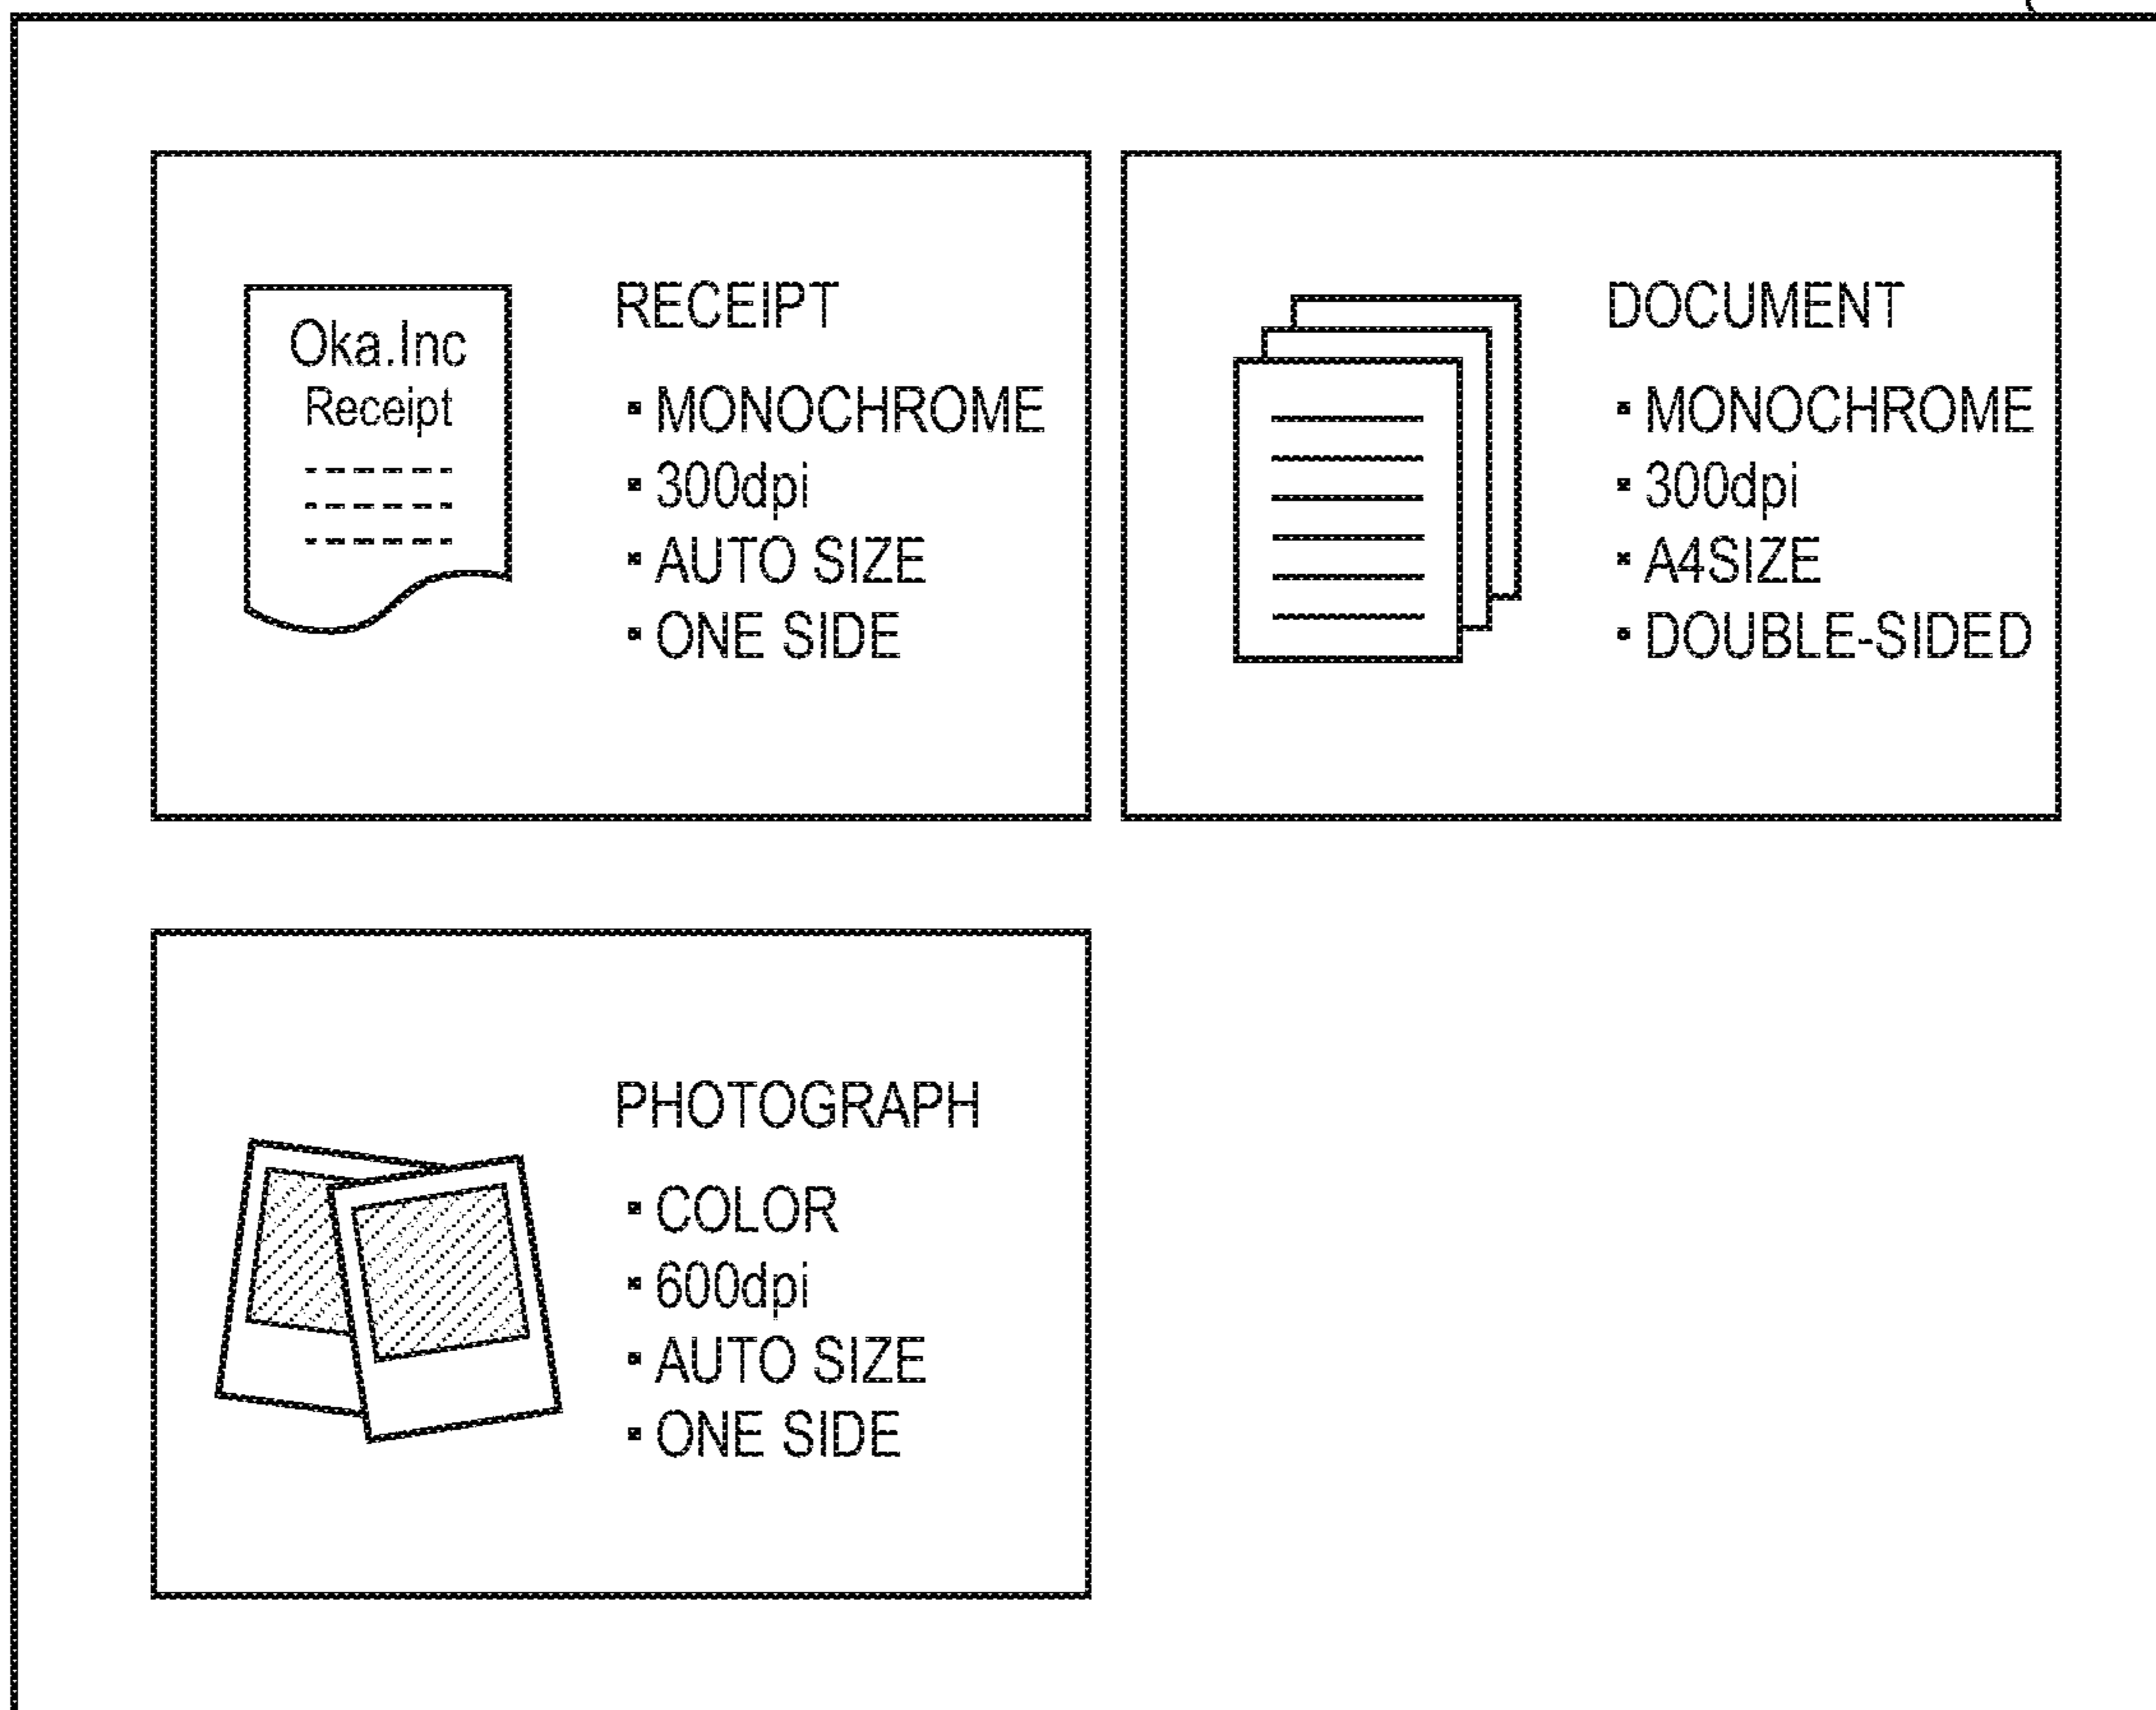 Oka.Inc
Receipt
RECEIPT
▪ MONOCHROME
▪ 300dpi
▪ AUTO SIZE
▪ ONE SIDE
DOCUMENT
▪ MONOCHROME
▪ 300dpi
▪ A4SIZE
▪ DOUBLE-SIDED
PHOTOGRAPH
▪ COLOR
▪ 600dpi
▪ AUTO SIZE
▪ ONE SIDE